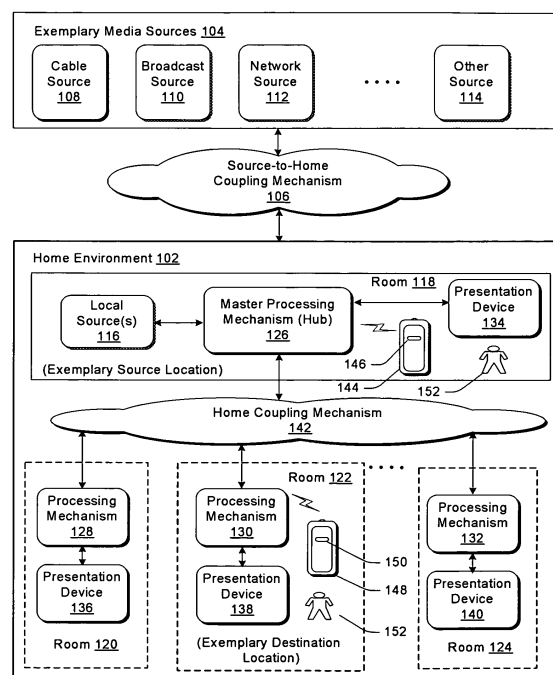 Exemplary Media Sources 104
Cable
Source
108
Broadcast
Source
110
Network
Source
112
Other
Source
114
Source-to-Home
Coupling Mechanism
106
Home Environment 102
Room 118
Local
Source(s)
116
Master Processing
Mechanism (Hub)
126
Presentation
Device
134
146
144
152
(Exemplary Source Location)
Home Coupling Mechanism
142
Room 122
Processing
Mechanism
128
Processing
Mechanism
130
Processing
Mechanism
132
150
148
Presentation
Device
136
Presentation
Device
138
152
Presentation
Device
140
Room 120
(Exemplary Destination
Location)
Room 124